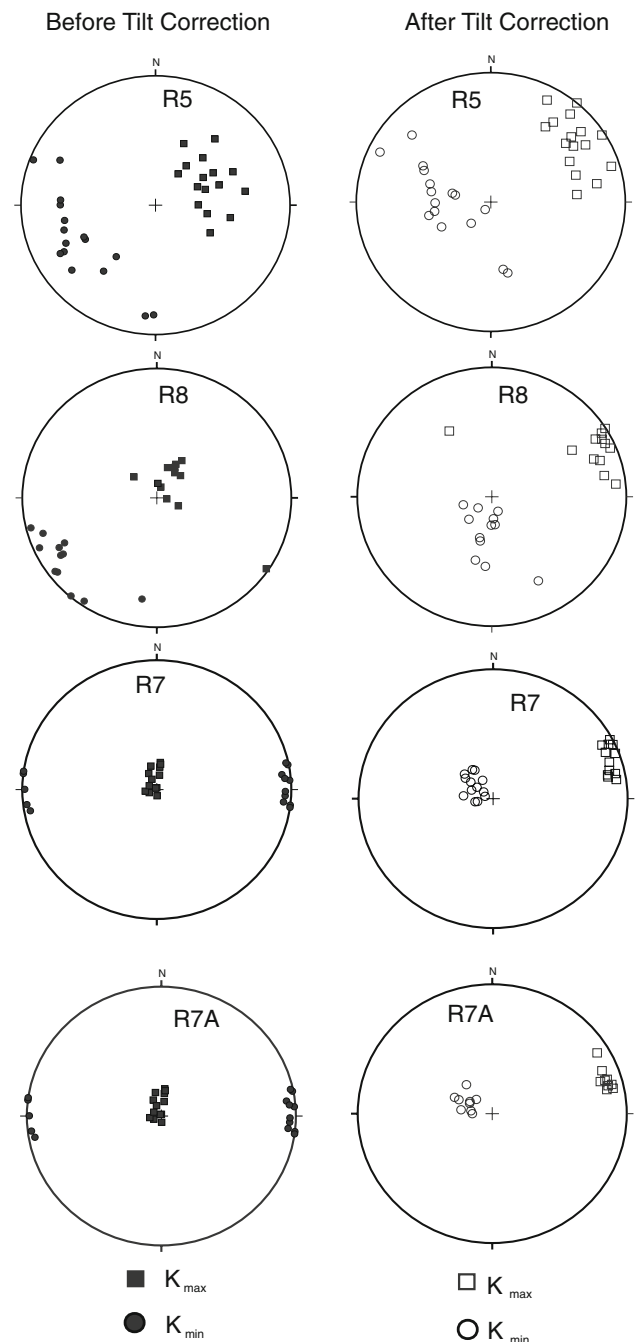 Before Tilt Correction After Tilt Correction
N N
R5 R5
N N
R8 R8
N N
R7 R7
N N
R7A R7A
K max K max
K min K min